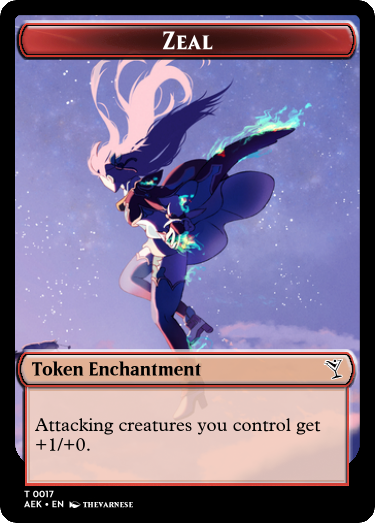 Zeal
Token Enchantment
Attacking creatures you control get
+1/+0.
T 0017
AEK • EN THEVARNESE